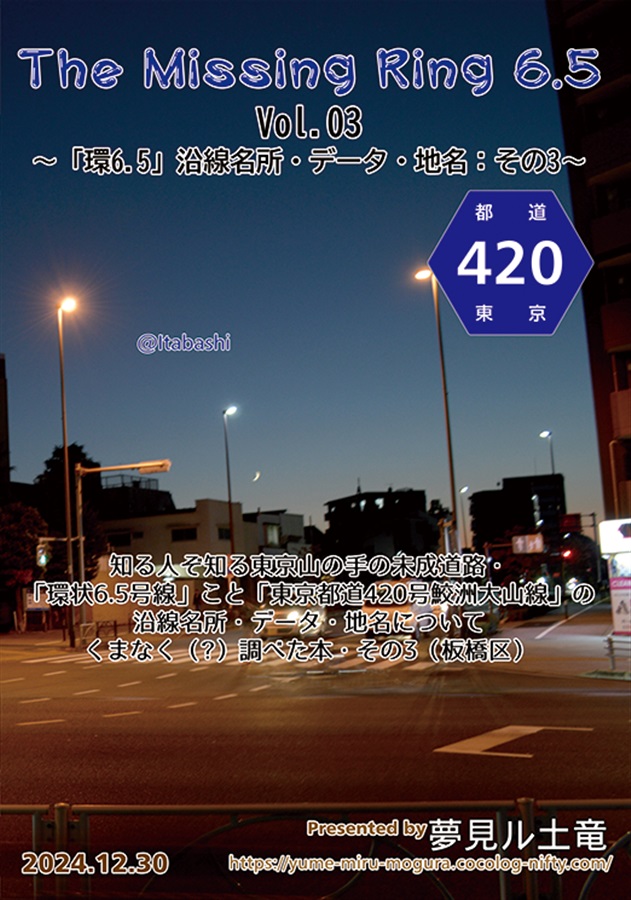 The Missing Ring 6.5
Vol.03
～「環6.5」沿線名所・データ・地名：その3～
都 道
420
東 京
@Itabashi
知る人ぞ知る東京山の手の未成道路・
「環状6.5号線」こと「東京都道420号鮫洲大山線」の
沿線名所・データ・地名について
くまなく（？）調べた本・その3（板橋区）
Presented by 夢見ル土竜
2024.12.30
https://yume-miru-mogura.cocolog-nifty.com/